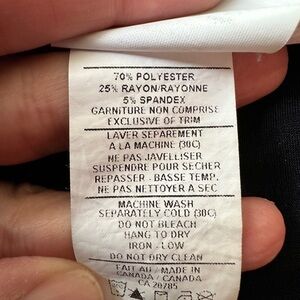 70% POLYESTER
25% RAYON/RAYONNE
5% SPANDEX
GARNITURE NON COMPRISE
EXCLUSIVE OF TRIM
LAVER SEPAREMENT
A LA MACHINE (30C)
NE PAS JAVELLISER
SUSPENDRE POUR SECHER
REPASSER - BASSE TEMP.
NE PAS NETTOYER A SEC
MACHINE WASH
SEPARATELY COLD (30C)
DO NOT BLEACH
HANG TO DRY
IRON - LOW
DO NOT DRY CLEAN
FAIT AU / MADE IN
CANADA / CANADA
CA 20785